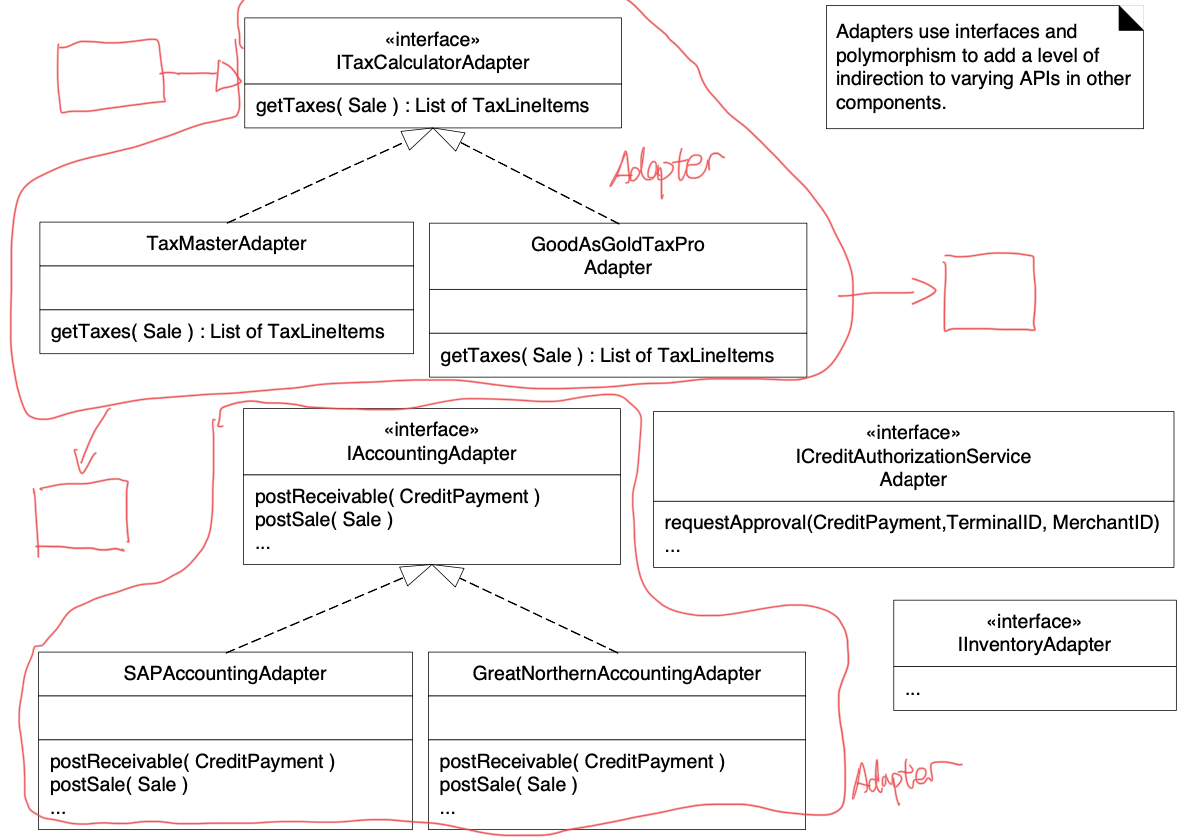 «interface»
ITaxCalculatorAdapter
getTaxes( Sale ) : List of TaxLineItems
Adapters use interfaces and
polymorphism to add a level of
indirection to varying APIs in other
components.
Adapter
TaxMasterAdapter
getTaxes( Sale ) : List of TaxLineItems
GoodAsGoldTaxPro
Adapter
getTaxes( Sale ) : List of TaxLineItems
«interface»
IAccountingAdapter
postReceivable( CreditPayment )
postSale( Sale )
...
«interface»
ICreditAuthorizationService
Adapter
requestApproval(CreditPayment,TerminalID, MerchantID)
...
«interface»
IInventoryAdapter
...
SAPAccountingAdapter
postReceivable( CreditPayment )
postSale( Sale )
...
GreatNorthernAccountingAdapter
postReceivable( CreditPayment )
postSale( Sale )
...
Adapter